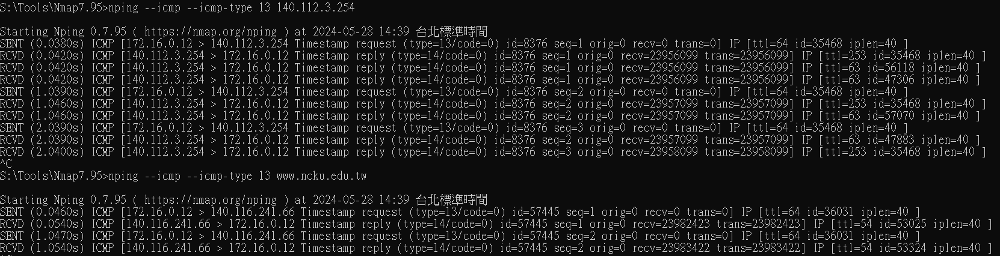 S:\Tools\Nmap7.95>nping --icmp --icmp-type 13 140.112.3.254
Starting Nping 0.7.95 ( https://nmap.org/nping ) at 2024-05-28 14:39 台北標準時間
SENT (0.0380s) ICMP [172.16.0.12 > 140.112.3.254 Timestamp request (type=13/code=0) id=8376 seq=1 orig=0 recv=0 trans=0] IP [ttl=64 id=35468 iplen=40 ]
RCVD (0.0420s) ICMP [140.112.3.254 > 172.16.0.12 Timestamp reply (type=14/code=0) id=8376 seq=1 orig=0 recv=23956099 trans=23956099] IP [ttl=253 id=35468 iplen=40 ]
RCVD (0.0420s) ICMP [140.112.3.254 > 172.16.0.12 Timestamp reply (type=14/code=0) id=8376 seq=1 orig=0 recv=23956099 trans=23956099] IP [ttl=63 id=56118 iplen=40 ]
RCVD (0.0420s) ICMP [140.112.3.254 > 172.16.0.12 Timestamp reply (type=14/code=0) id=8376 seq=1 orig=0 recv=23956099 trans=23956099] IP [ttl=63 id=47306 iplen=40 ]
SENT (1.0390s) ICMP [172.16.0.12 > 140.112.3.254 Timestamp request (type=13/code=0) id=8376 seq=2 orig=0 recv=0 trans=0] IP [ttl=64 id=35468 iplen=40 ]
RCVD (1.0460s) ICMP [140.112.3.254 > 172.16.0.12 Timestamp reply (type=14/code=0) id=8376 seq=2 orig=0 recv=23957099 trans=23957099] IP [ttl=253 id=35468 iplen=40 ]
RCVD (1.0460s) ICMP [140.112.3.254 > 172.16.0.12 Timestamp reply (type=14/code=0) id=8376 seq=2 orig=0 recv=23957099 trans=23957099] IP [ttl=63 id=57070 iplen=40 ]
SENT (2.0390s) ICMP [172.16.0.12 > 140.112.3.254 Timestamp request (type=13/code=0) id=8376 seq=3 orig=0 recv=0 trans=0] IP [ttl=64 id=35468 iplen=40 ]
RCVD (2.0390s) ICMP [140.112.3.254 > 172.16.0.12 Timestamp reply (type=14/code=0) id=8376 seq=2 orig=0 recv=23957099 trans=23957099] IP [ttl=63 id=47883 iplen=40 ]
RCVD (2.0400s) ICMP [140.112.3.254 > 172.16.0.12 Timestamp reply (type=14/code=0) id=8376 seq=3 orig=0 recv=23958099 trans=23958099] IP [ttl=253 id=35468 iplen=40 ]
^C
S:\Tools\Nmap7.95>nping --icmp --icmp-type 13 www.ncku.edu.tw
Starting Nping 0.7.95 ( https://nmap.org/nping ) at 2024-05-28 14:39 台北標準時間
SENT (0.0460s) ICMP [172.16.0.12 > 140.116.241.66 Timestamp request (type=13/code=0) id=57445 seq=1 orig=0 recv=0 trans=0] IP [ttl=64 id=36031 iplen=40 ]
RCVD (0.0540s) ICMP [140.116.241.66 > 172.16.0.12 Timestamp reply (type=14/code=0) id=57445 seq=1 orig=0 recv=23982423 trans=23982423] IP [ttl=54 id=53025 iplen=40 ]
SENT (1.0470s) ICMP [172.16.0.12 > 140.116.241.66 Timestamp request (type=13/code=0) id=57445 seq=2 orig=0 recv=0 trans=0] IP [ttl=64 id=36031 iplen=40 ]
RCVD (1.0540s) ICMP [140.116.241.66 > 172.16.0.12 Timestamp reply (type=14/code=0) id=57445 seq=2 orig=0 recv=23983422 trans=23983422] IP [ttl=54 id=53324 iplen=40 ]